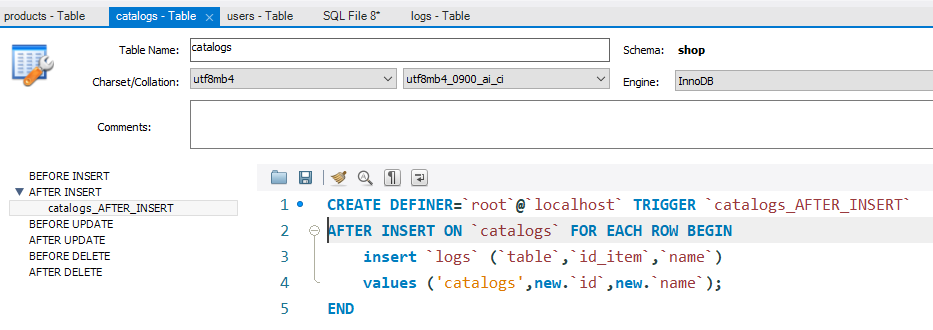 products - Table catalogs - Table × users - Table SQL File 8* logs - Table
Table Name: catalogs Schema: shop
Charset/Collation: utf8mb4 utf8mb4_0900_ai_ci Engine: InnoDB
Comments:
BEFORE INSERT
AFTER INSERT
catalogs_AFTER_INSERT
BEFORE UPDATE
AFTER UPDATE
BEFORE DELETE
AFTER DELETE
1 CREATE DEFINER=`root`@`localhost` TRIGGER `catalogs_AFTER_INSERT`
2 AFTER INSERT ON `catalogs` FOR EACH ROW BEGIN
3 insert `logs` (`table`,`id_item`,`name`)
4 values ('catalogs',new.`id`,new.`name`);
5 END